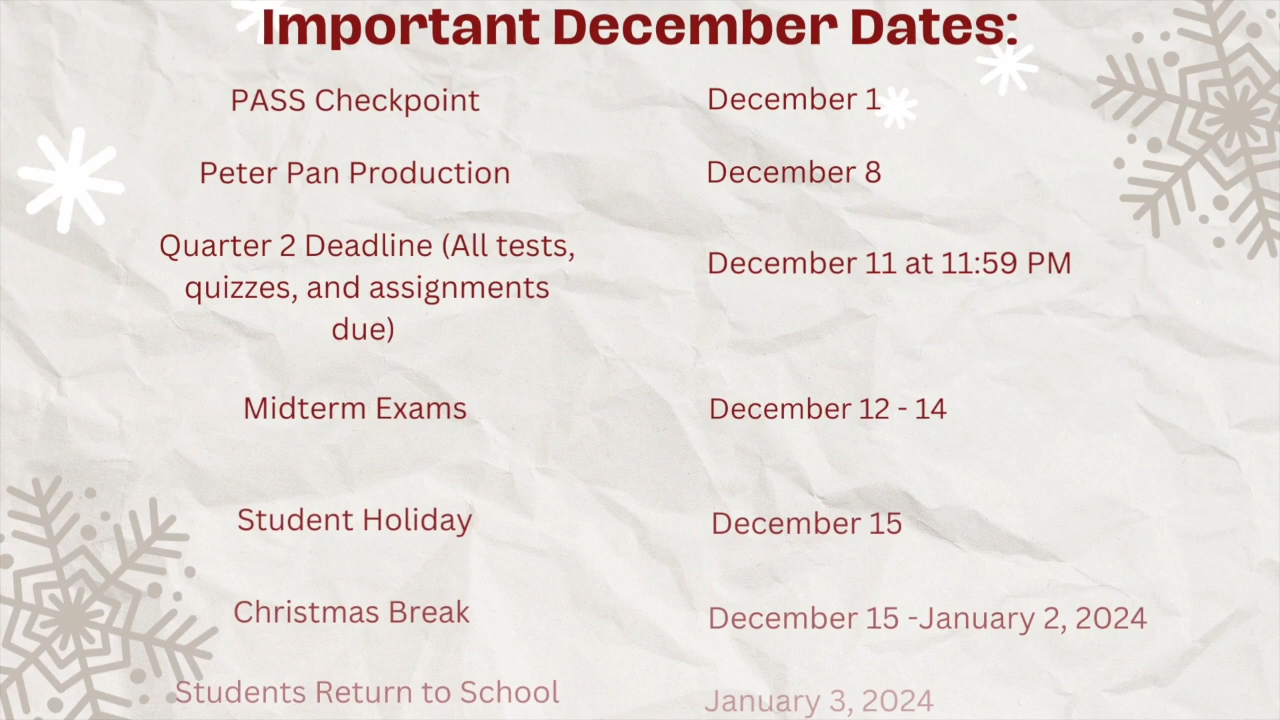 Important December Dates:
PASS Checkpoint December 1
Peter Pan Production December 8
Quarter 2 Deadline (All tests,
quizzes, and assignments
due)
December 11 at 11:59 PM
Midterm Exams December 12 - 14
Student Holiday December 15
Christmas Break December 15 -January 2, 2024
Students Return to School January 3, 2024